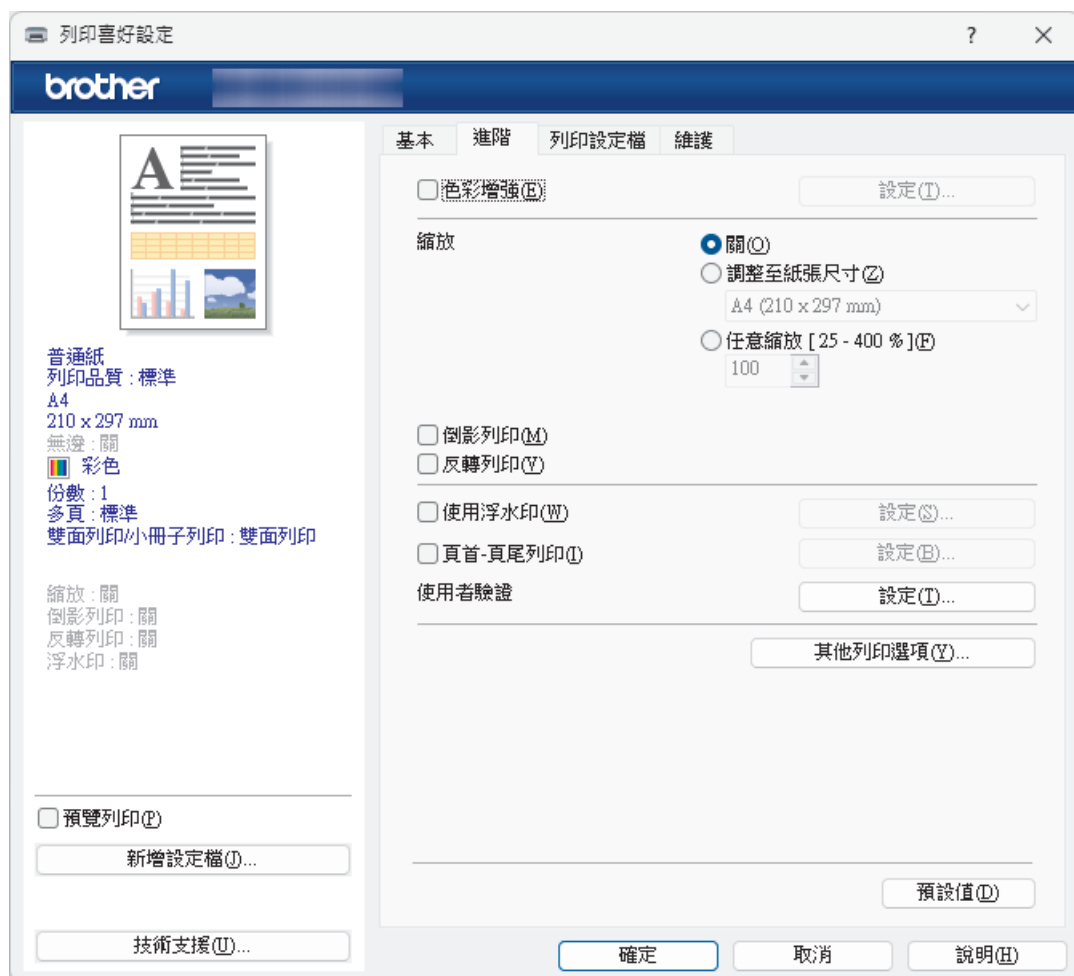 列印喜好設定
?
brother
基本
進階
列印設定檔
維護
A
普通紙
列印品質 : 標準
A4
210 x 297 mm
無邊 : 關
彩色
份數 : 1
多頁 : 標準
雙面列印/小冊子列印 : 雙面列印
縮放 : 關
倒影列印 : 關
反轉列印 : 關
浮水印 : 關
預覽列印(P)
新增設定檔(J)...
技術支援(U)...
色彩增強(E)
設定(T)...
縮放
關(O)
調整至紙張尺寸(Z)
A4 (210 x 297 mm)
任意縮放 [ 25 - 400 % ](F)
100
倒影列印(M)
反轉列印(V)
使用浮水印(W)
設定(S)...
頁首-頁尾列印(I)
設定(B)...
使用者驗證
設定(T)...
其他列印選項(Y)...
預設值(D)
確定
取消
說明(H)